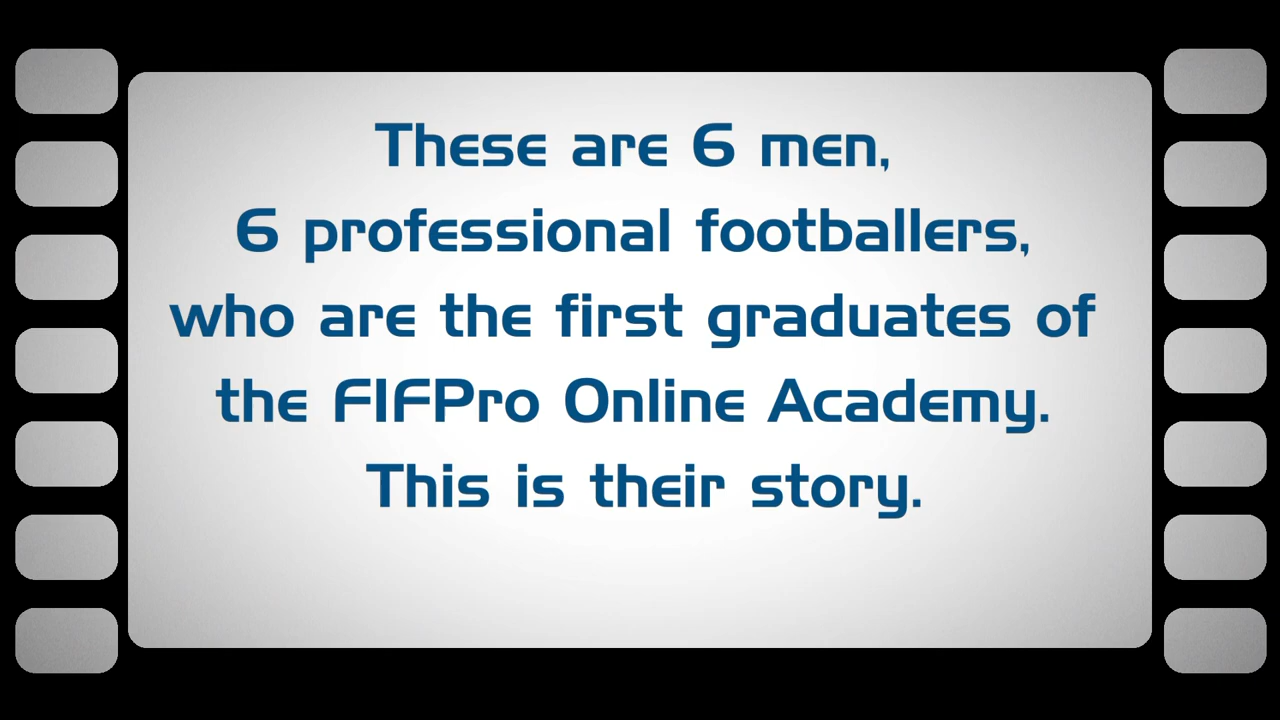 These are 6 men,
6 professional footballers,
who are the first graduates of
the FIFPro Online Academy.
This is their story.